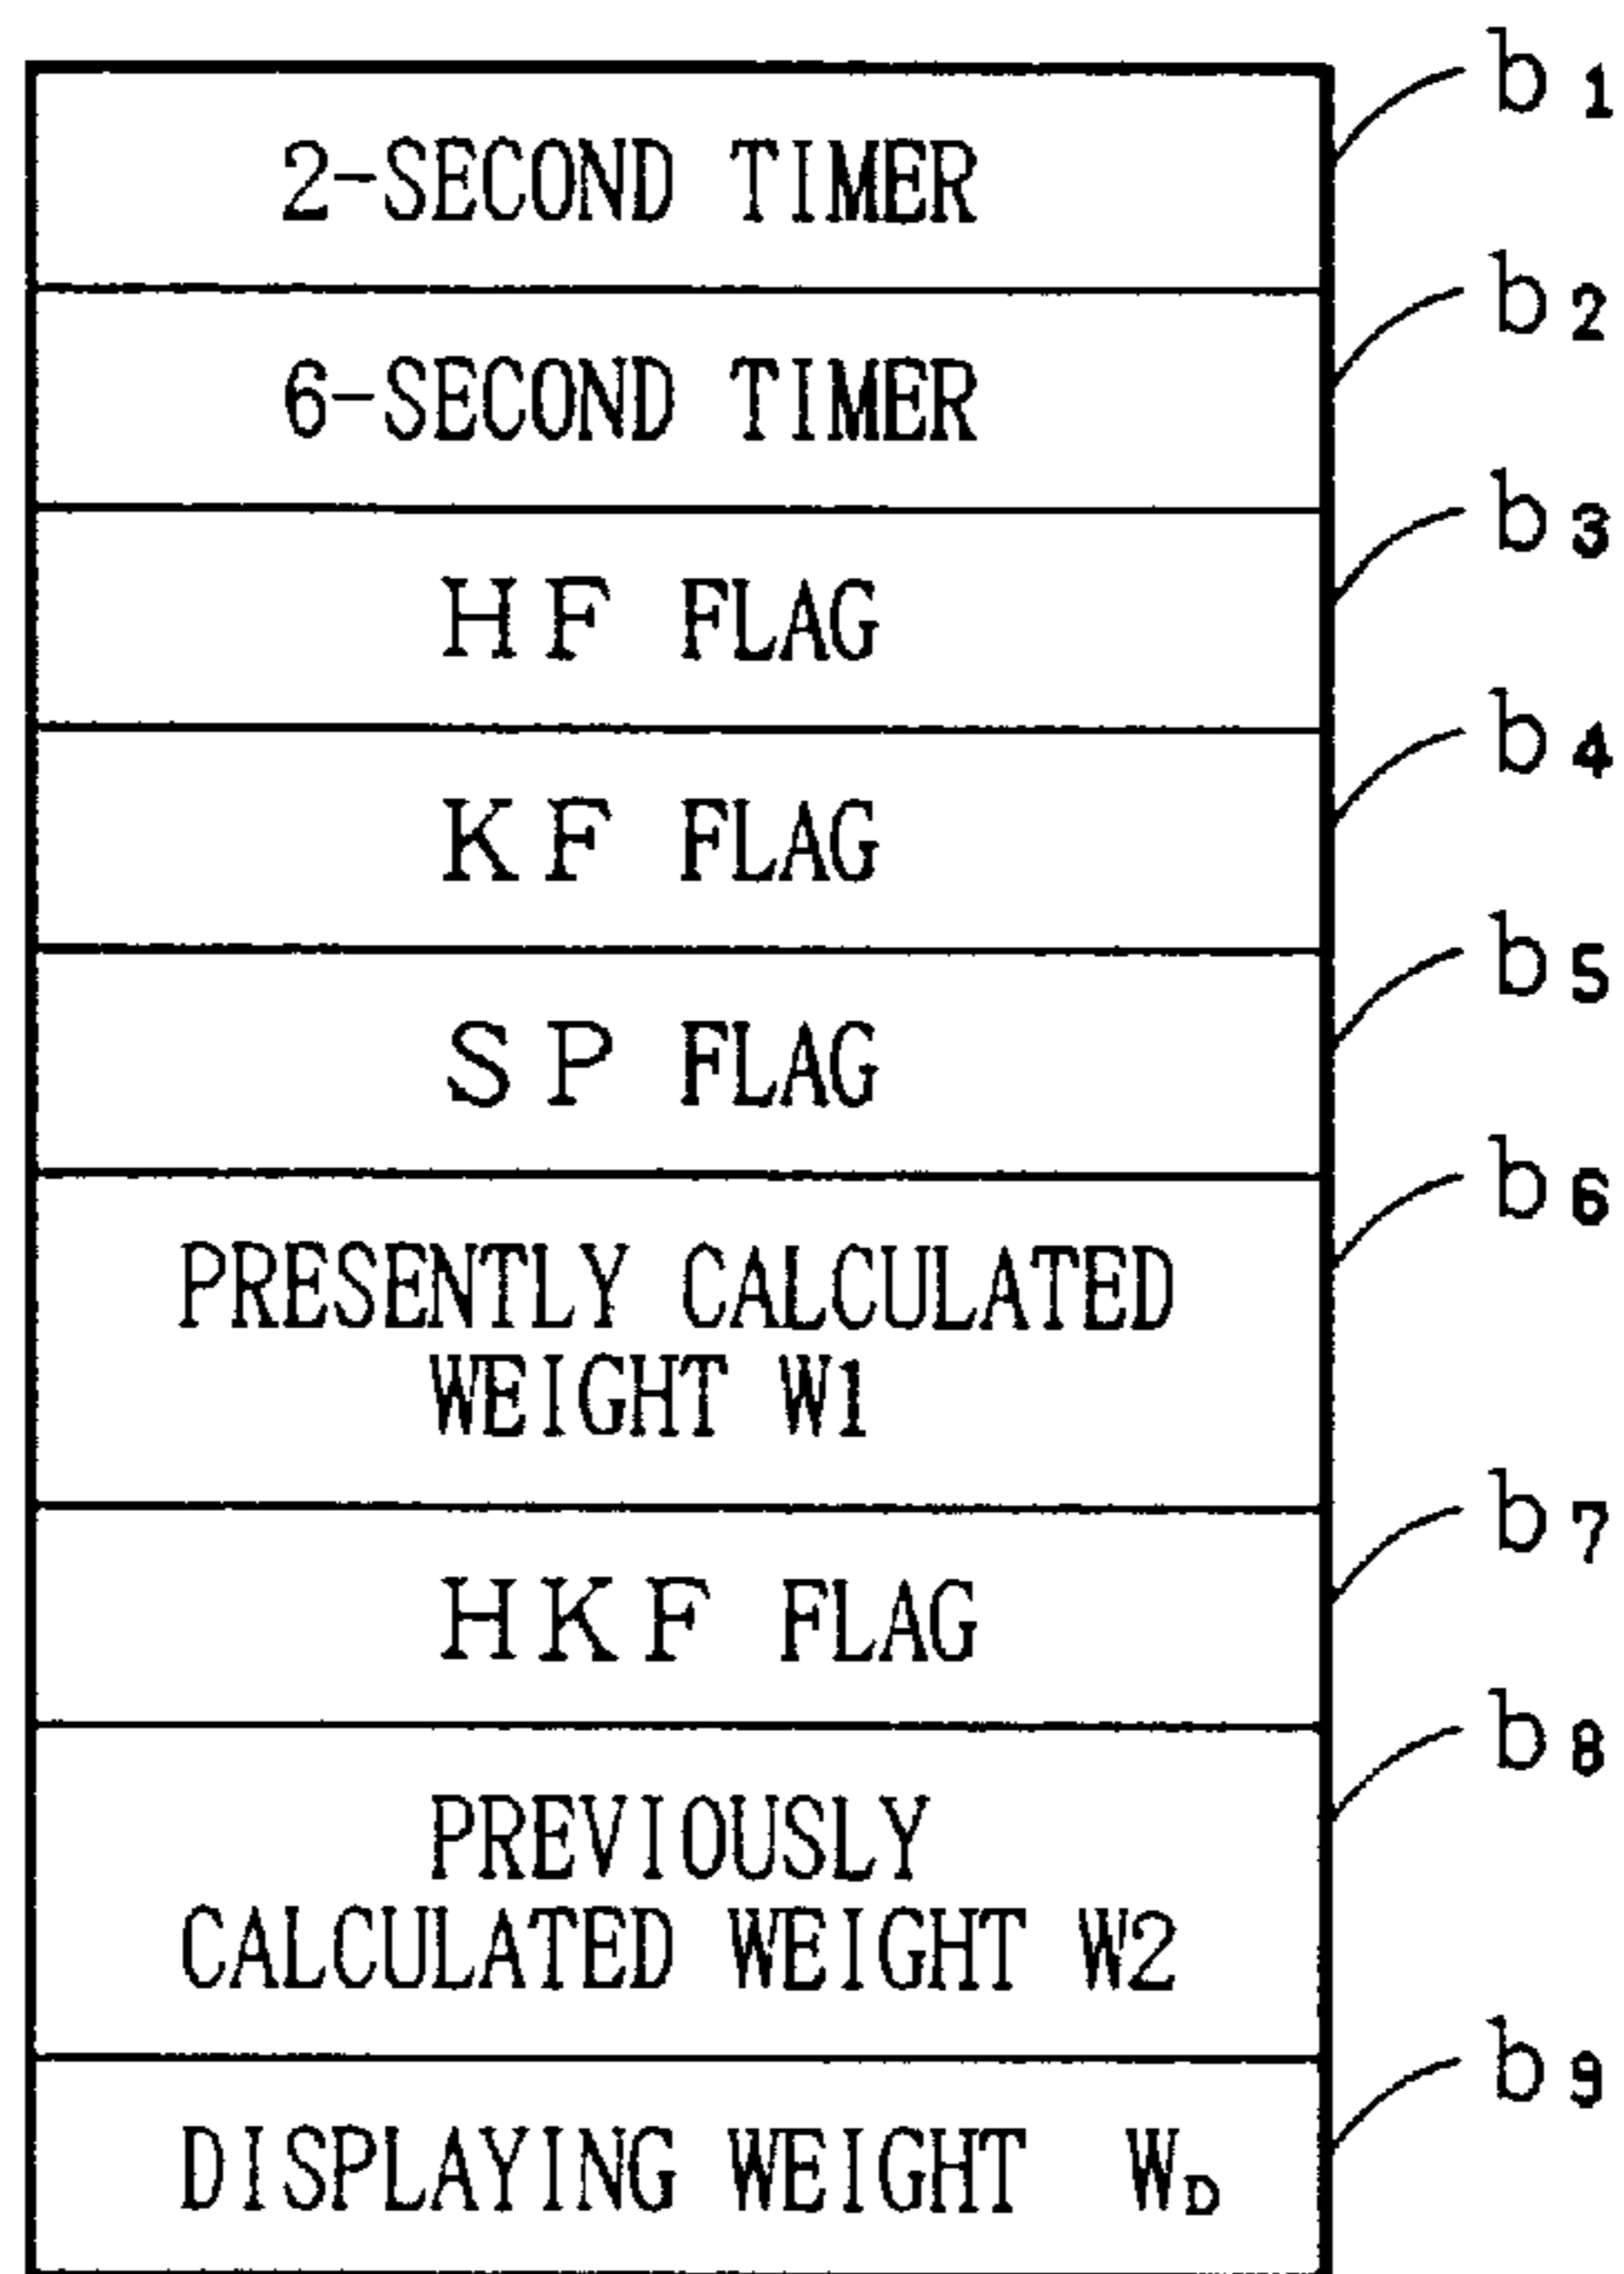 2-SECOND TIMER b1
6-SECOND TIMER b2
HF FLAG b3
KF FLAG b4
SP FLAG b5
PRESENTLY CALCULATED b6
WEIGHT W1
HKF FLAG b7
PREVIOUSLY b8
CALCULATED WEIGHT W2
DISPLAYING WEIGHT WD b9